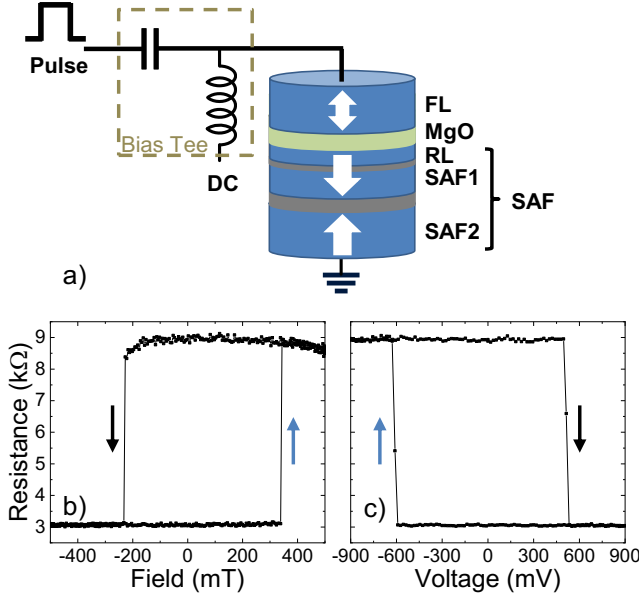 Pulse
Bias Tee
DC
FL
MgO
RL
SAF1
SAF2
SAF
a)
Resistance (kΩ)
9
8
7
6
5
4
3
b)
-400 -200 0 200 400
Field (mT)
c)
-900 -600 -300 0 300 600 900
Voltage (mV)